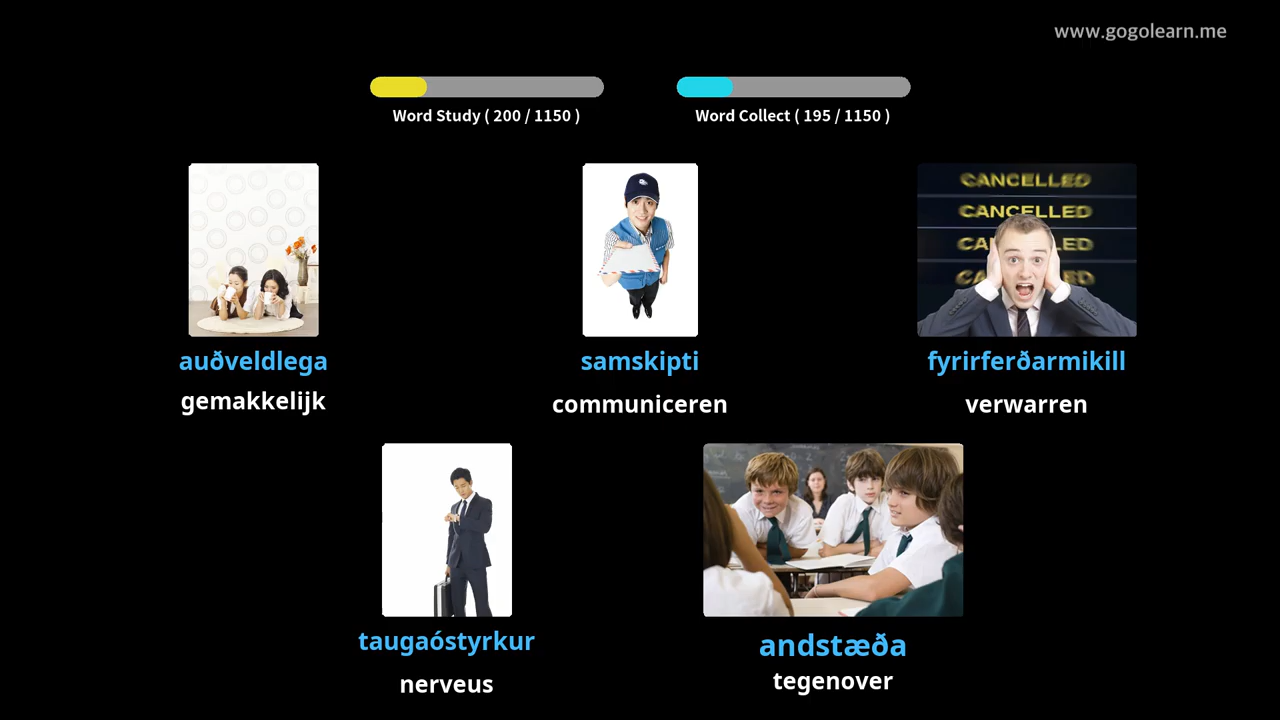 www.gogolearn.me
Word Study ( 200 / 1150 )
Word Collect ( 195 / 1150 )
CANCELLED
CANCELLED
auðveldlega
samskipti
fyrirferðarmikill
gemakkelijk
communiceren
verwarren
taugaóstyrkur
andstæða
nerveus
tegenover